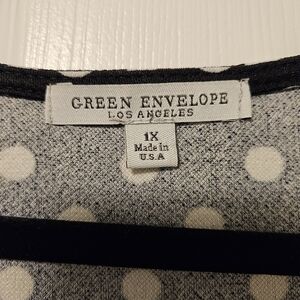 GREEN ENVELOPE
LOS ANGELES
1X
Made in
U.S.A